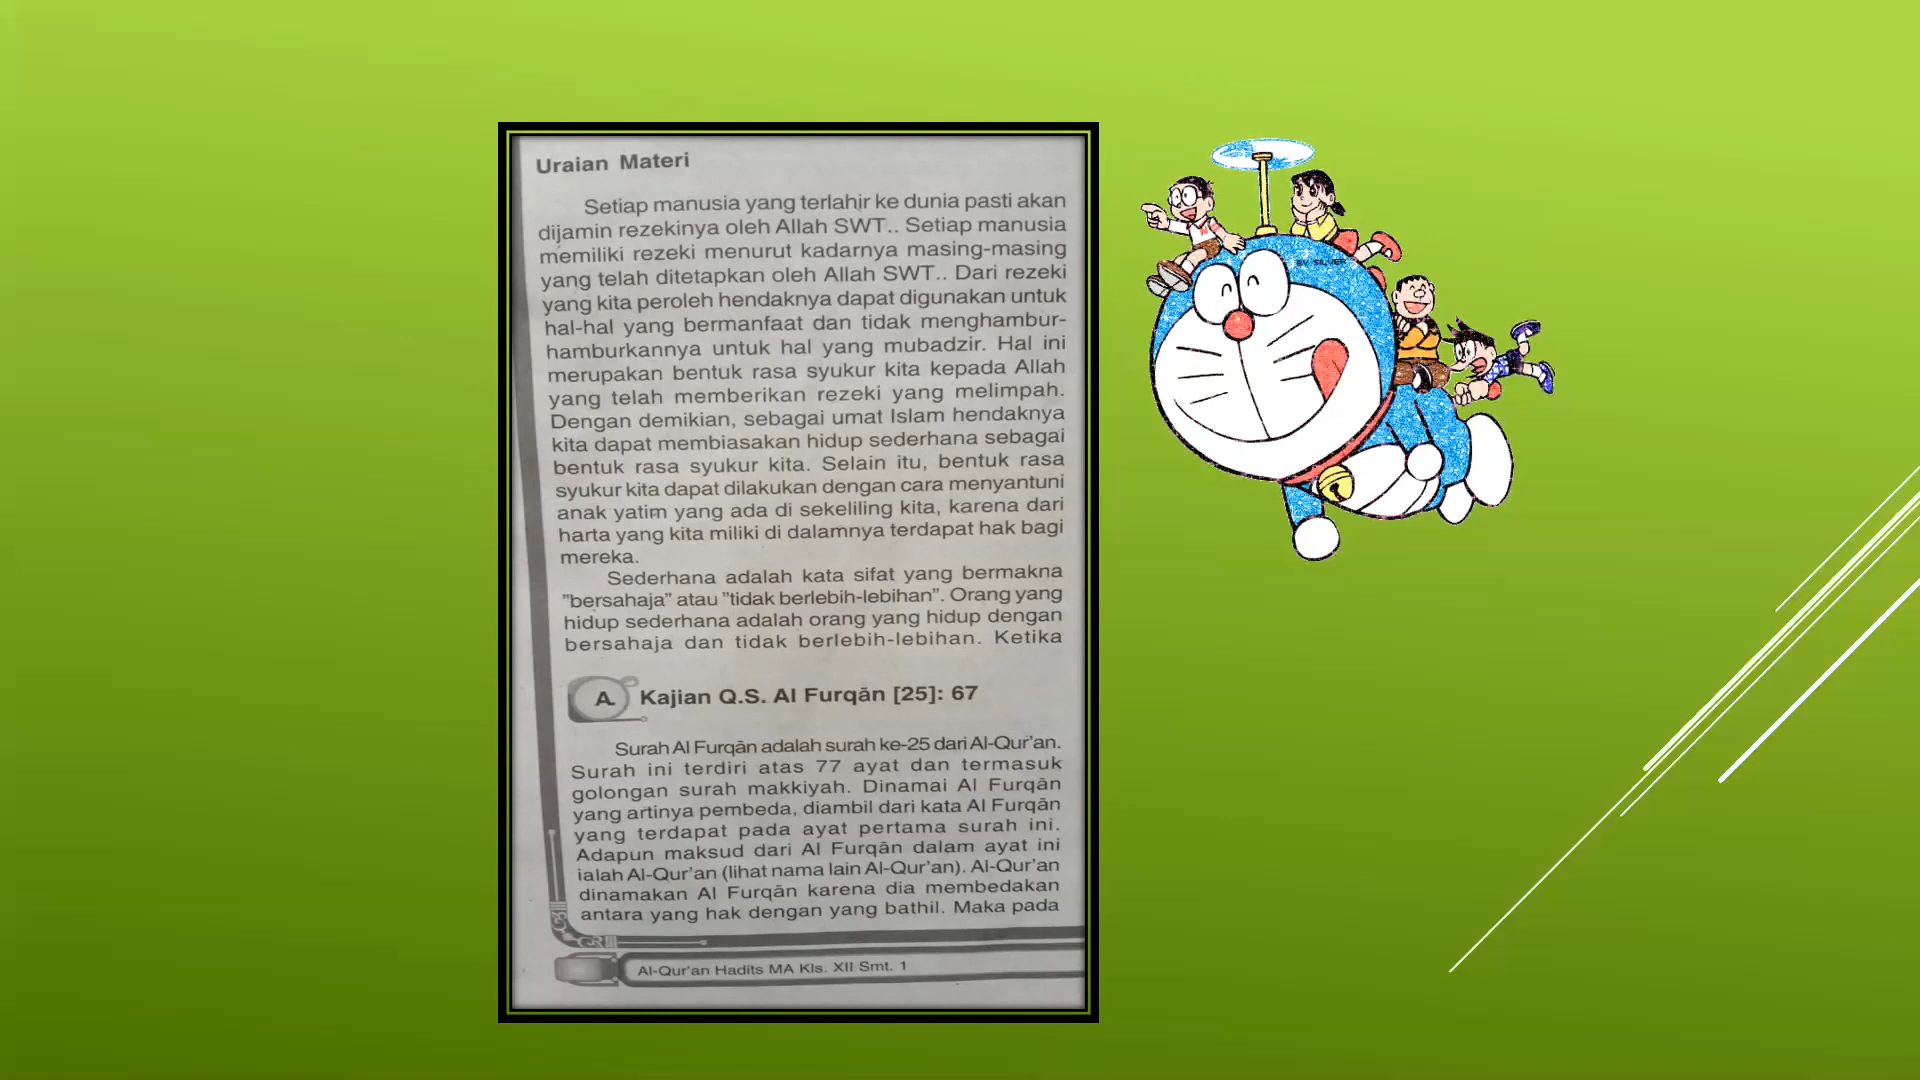 Uraian Materi
Setiap manusia yang terlahir ke dunia pasti akan
dijamin rezekinya oleh Allah SWT.. Setiap manusia
memiliki rezeki menurut kadarnya masing-masing
yang telah ditetapkan oleh Allah SWT.. Dari rezeki
yang kita peroleh hendaknya dapat digunakan untuk
hal-hal yang bermanfaat dan tidak menghambur-
hamburkannya untuk hal yang mubadzir. Hal ini
merupakan bentuk rasa syukur kita kepada Allah
yang telah memberikan rezeki yang melimpah.
Dengan demikian, sebagai umat Islam hendaknya
kita dapat membiasakan hidup sederhana sebagai
bentuk rasa syukur kita. Selain itu, bentuk rasa
syukur kita dapat dilakukan dengan cara menyantuni
anak yatim yang ada di sekeliling kita, karena dari
harta yang kita miliki di dalamnya terdapat hak bagi
mereka.
Sederhana adalah kata sifat yang bermakna
"bersahaja" atau "tidak berlebih-lebihan". Orang yang
hidup sederhana adalah orang yang hidup dengan
bersahaja dan tidak berlebih-lebihan. Ketika
A. Kajian Q.S. Al Furqān [25]: 67
Surah Al Furqān adalah surah ke-25 dari Al-Qur'an.
Surah ini terdiri atas 77 ayat dan termasuk
golongan surah makkiyah. Dinamai Al Furqān
yang artinya pembeda, diambil dari kata Al Furqān
yang terdapat pada ayat pertama surah ini.
Adapun maksud dari Al Furqān dalam ayat ini
ialah Al-Qur'an (lihat nama lain Al-Qur'an). Al-Qur'an
dinamakan Al Furqān karena dia membedakan
antara yang hak dengan yang bathil. Maka pada
Al-Qur'an Hadits MA Kls. XII Smt. 1
BY SILVER